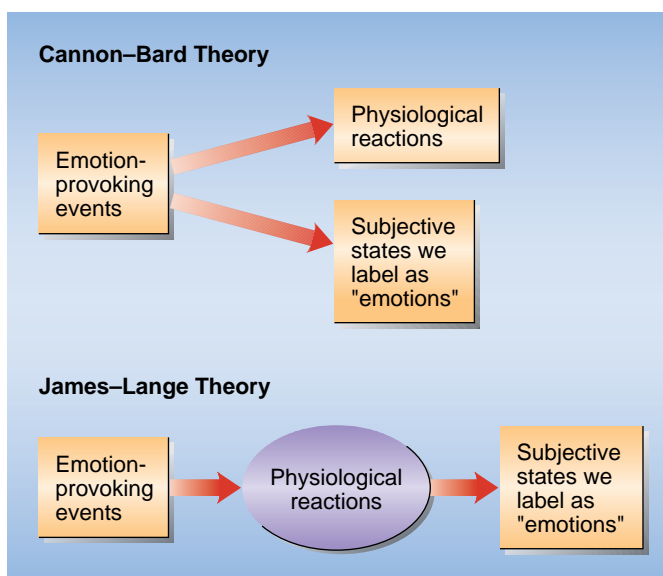 Cannon–Bard Theory
Emotion-
provoking
events
Physiological
reactions
Subjective
states we
label as
"emotions"
James–Lange Theory
Emotion-
provoking
events
Physiological
reactions
Subjective
states we
label as
"emotions"